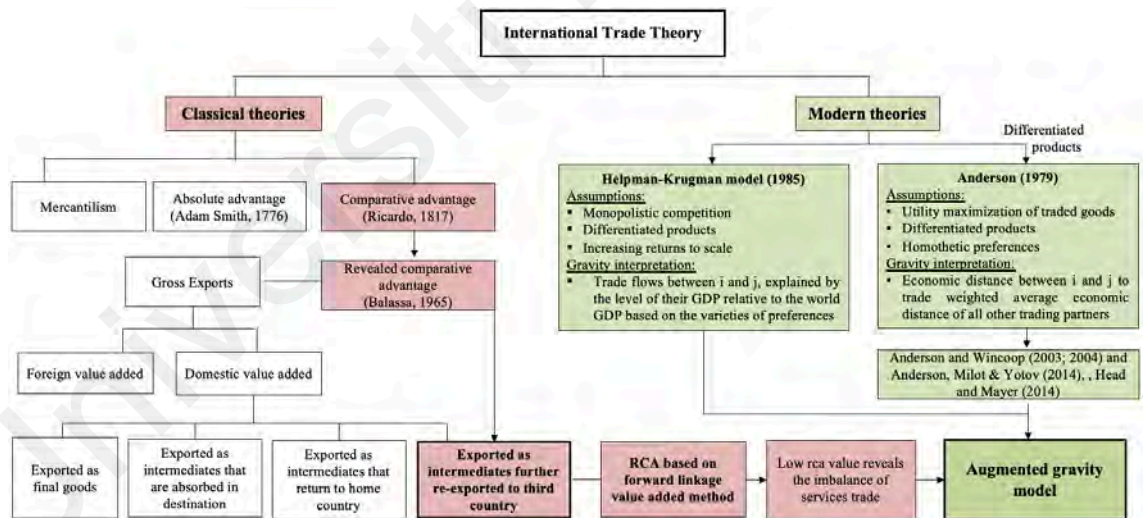 International Trade Theory
Classical theories
Modern theories
Differentiated
products
Mercantilism
Absolute advantage
(Adam Smith, 1776)
Comparative advantage
(Ricardo, 1817)
Helpman-Krugman model (1985)
Assumptions:
▪ Monopolistic competition
▪ Differentiated products
▪ Increasing returns to scale
Gravity interpretation:
▪ Trade flows between i and j, explained by
the level of their GDP relative to the world
GDP based on the varieties of preferences
Anderson (1979)
Assumptions:
▪ Utility maximization of traded goods
▪ Differentiated products
▪ Homothetic preferences
Gravity interpretation:
▪ Economic distance between i and j to
trade weighted average economic
distance of all other trading partners
Gross Exports
Revealed comparative
advantage
(Balassa, 1965)
Foreign value added
Domestic value added
Anderson and Wincoop (2003; 2004) and
Anderson, Milot & Yotov (2014), , Head
and Mayer (2014)
Exported as
final goods
Exported as
intermediates that
are absorbed in
destination
Exported as
intermediates that
return to home
country
Exported as
intermediates further
re-exported to third
country
RCA based on
forward linkage
value added method
Low rca value reveals
the imbalance of
services trade
Augmented gravity
model
Universit